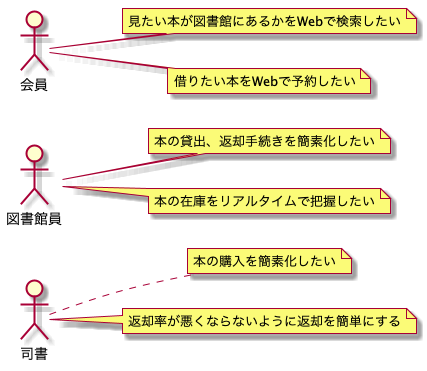 見たい本が図書館にあるかをWebで検索したい
借りたい本をWebで予約したい
会員
本の貸出、返却手続きを簡素化したい
本の在庫をリアルタイムで把握したい
図書館員
本の購入を簡素化したい
返却率が悪くならないように返却を簡単にする
司書